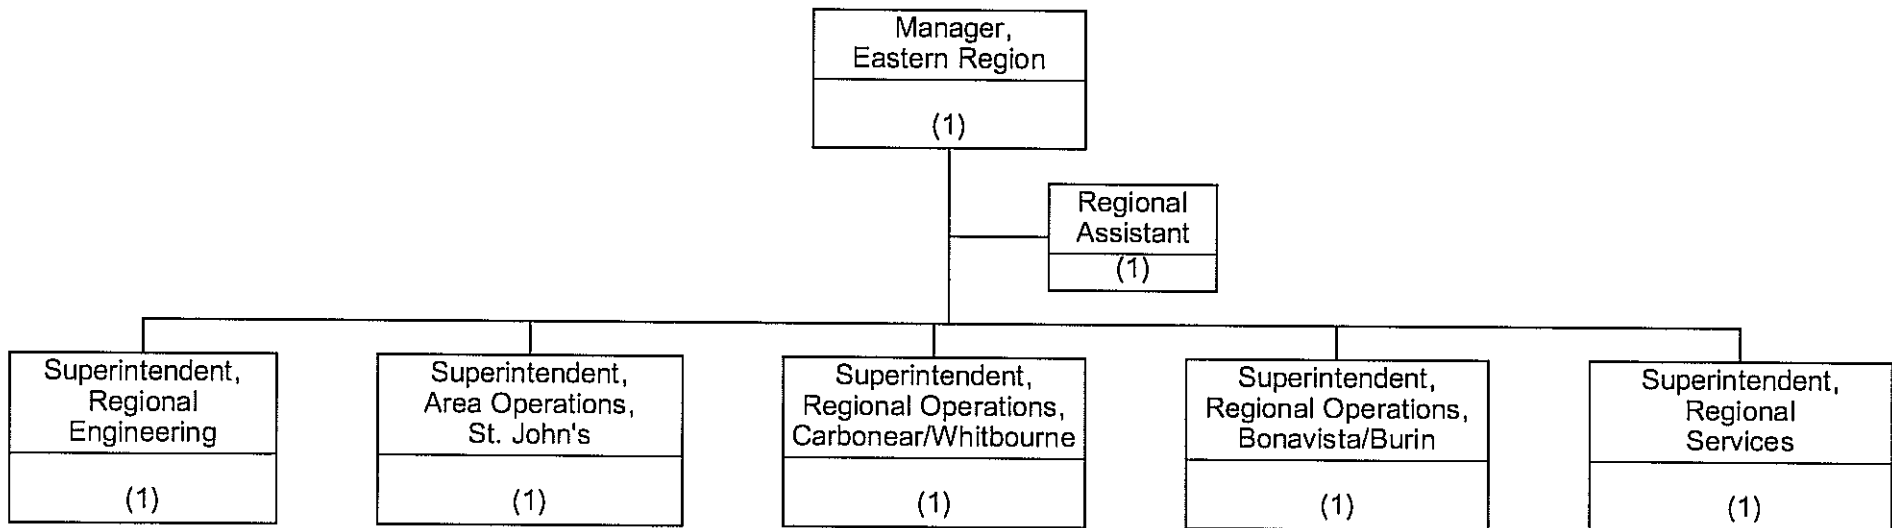 Manager,
Eastern Region
(1)
Regional
Assistant
(1)
Superintendent,
Regional
Engineering
(1)
Superintendent,
Area Operations,
St. John's
(1)
Superintendent,
Regional Operations,
Carbonear/Whitbourne
(1)
Superintendent,
Regional Operations,
Bonavista/Burin
(1)
Superintendent,
Regional
Services
(1)